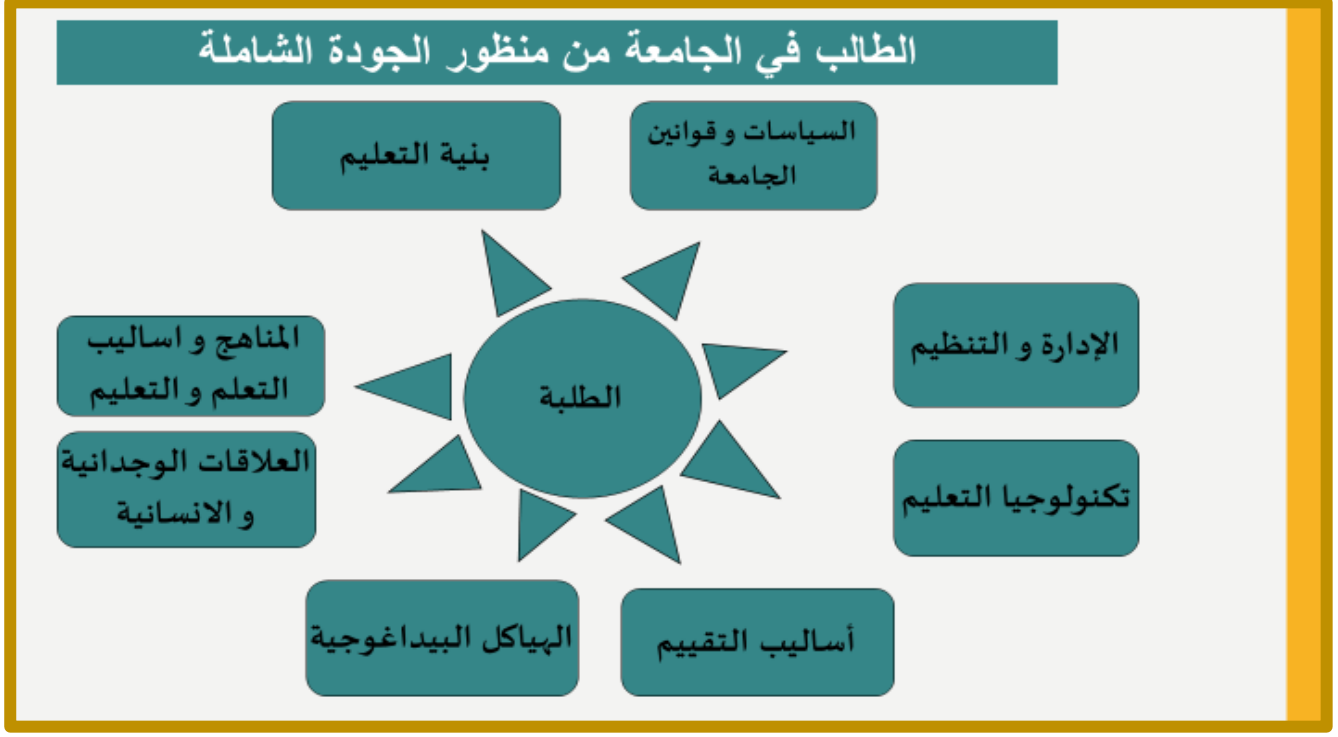 الطالب في الجامعة من منظور الجودة الشاملة
السياسات و قوانين
الجامعة
بنية التعليم
الإدارة و التنظيم
المناهج و اساليب
التعلم و التعليم
الطلبة
تكنولوجيا التعليم
العلاقات الوجدانية
و الانسانية
أساليب التقييم
الهياكل البيداغوجية